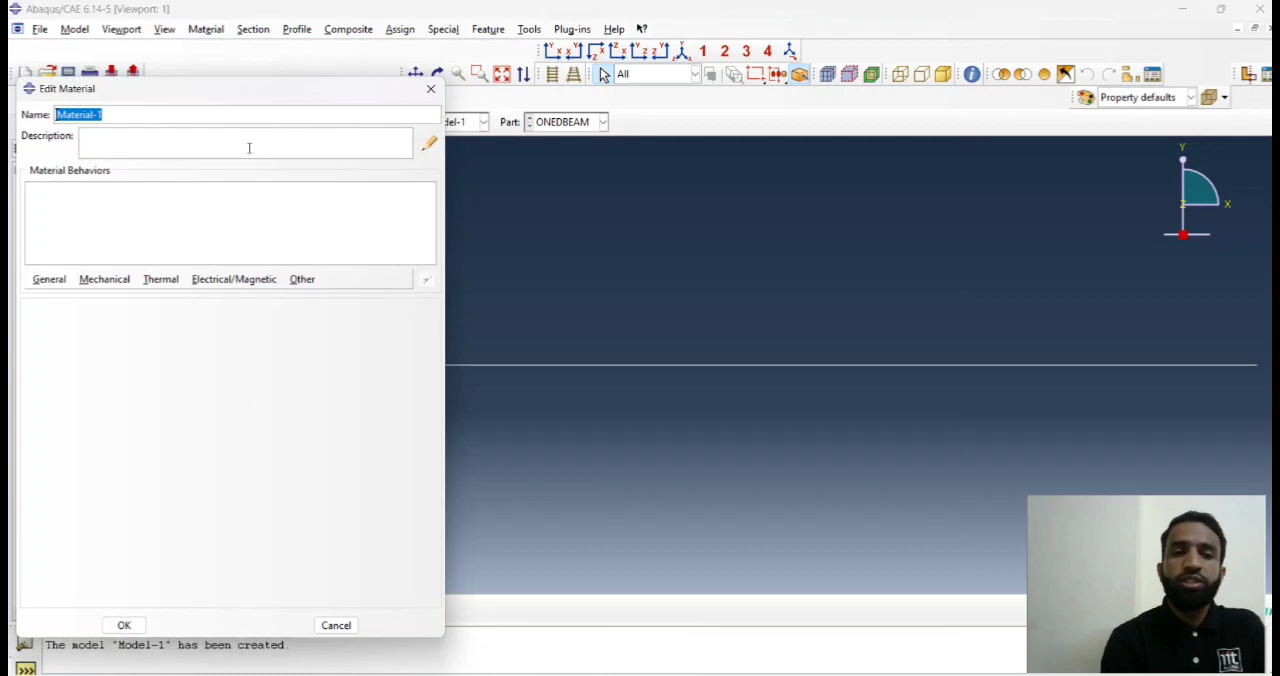 Abaqus/CAE 6.14-5 [Viewport: 1]
File Model Viewport View Material Section Profile Composite Assign Special Feature Tools Plug-ins Help
1 2 3 4
All
Property defaults
Edit Material
Name: Material-1
Part: ONEDBEAM
Description:
Material Behaviors
General Mechanical Thermal Electrical/Magnetic Other
Y
Z X
OK Cancel
The model "Model-1" has been created.
>>>